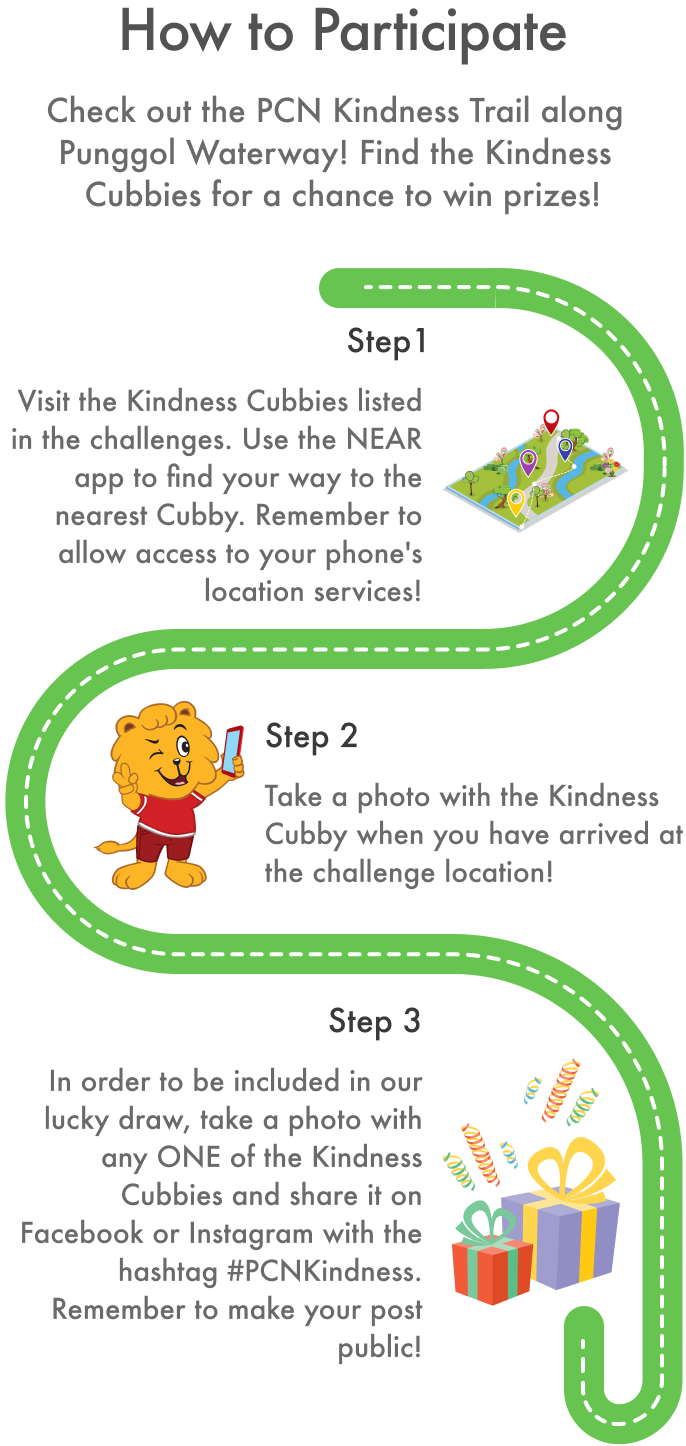 How to Participate
Check out the PCN Kindness Trail along
Punggol Waterway! Find the Kindness
Cubbies for a chance to win prizes!
Step1
Visit the Kindness Cubbies listed
in the challenges. Use the NEAR
app to find your way to the
nearest Cubby. Remember to
allow access to your phone's
location services!
Step 2
Take a photo with the Kindness
Cubby when you have arrived at
the challenge location!
Step 3
In order to be included in our
lucky draw, take a photo with
any ONE of the Kindness
Cubbies and share it on
Facebook or Instagram with the
hashtag #PCNKindness.
Remember to make your post
public!